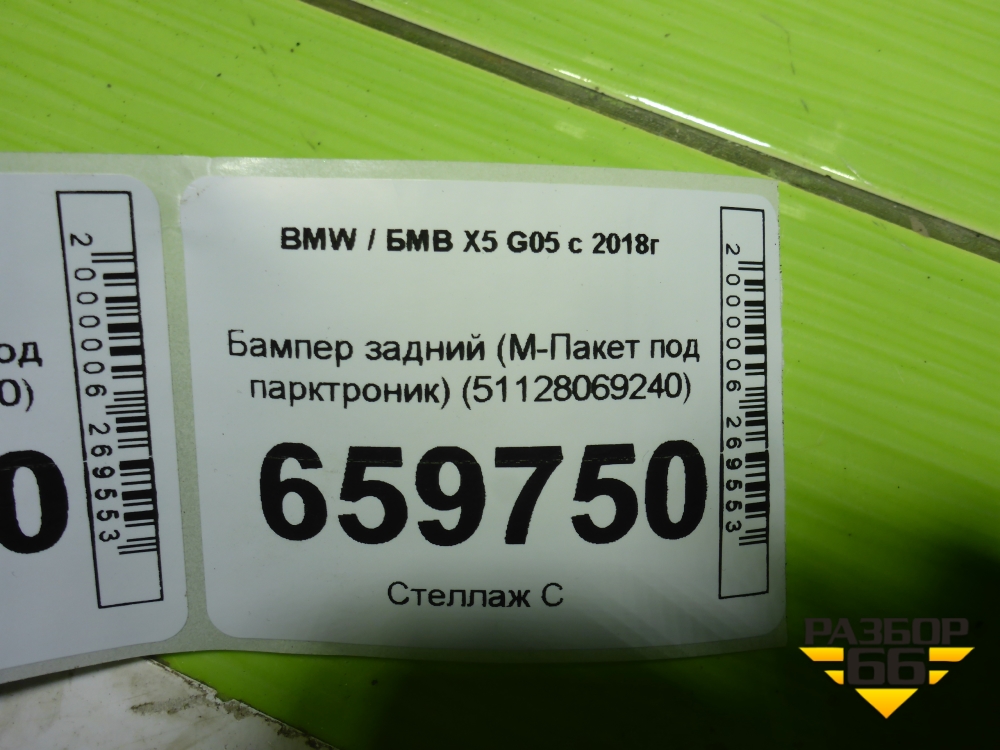 од
0)
0
2 000006 269553
BMW / БМВ X5 G05 с 2018г
Бампер задний (М-Пакет под
парктроник) (51128069240)
659750
Стеллаж С
2 000006 269553
РАЗБОР
66